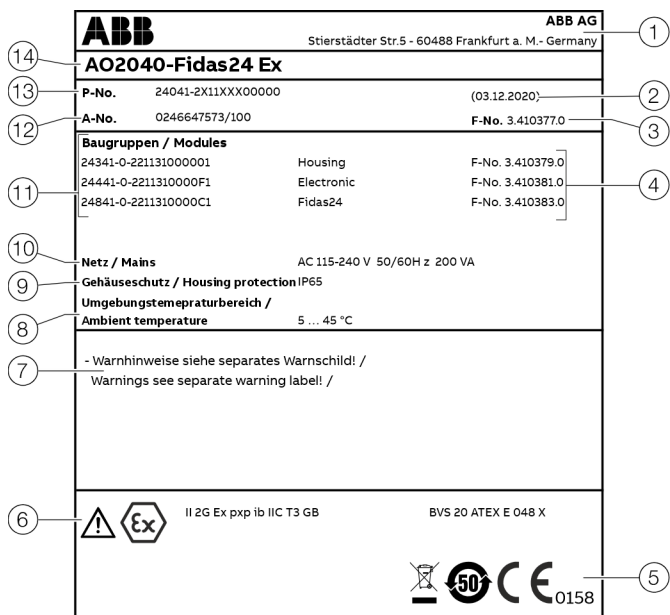 ABB
ABB AG
Stierstädter Str.5 - 60488 Frankfurt a. M.- Germany
1
14
AO2040-Fidas24 Ex
13
P-No. 24041-2X11XXX00000 (03.12.2020)
2
12
A-No. 0246647573/100 F-No. 3.410377.0
3
Baugruppen / Modules
24341-0-221131000001 Housing F-No. 3.410379.0
11
24441-0-2211310000F1 Electronic F-No. 3.410381.0
4
24841-0-2211310000C1 Fidas24 F-No. 3.410383.0
10
Netz / Mains AC 115-240 V 50/60H z 200 VA
9
Gehäuseschutz / Housing protection IP65
Umgebungstemepraturbereich /
8
Ambient temperature 5 ... 45 °C
7
- Warnhinweise siehe separates Warnschild! /
Warnings see separate warning label! /
6
Ex
II 2G Ex pxp ib IIC T3 GB BVS 20 ATEX E 048 X
50
CE 0158
5